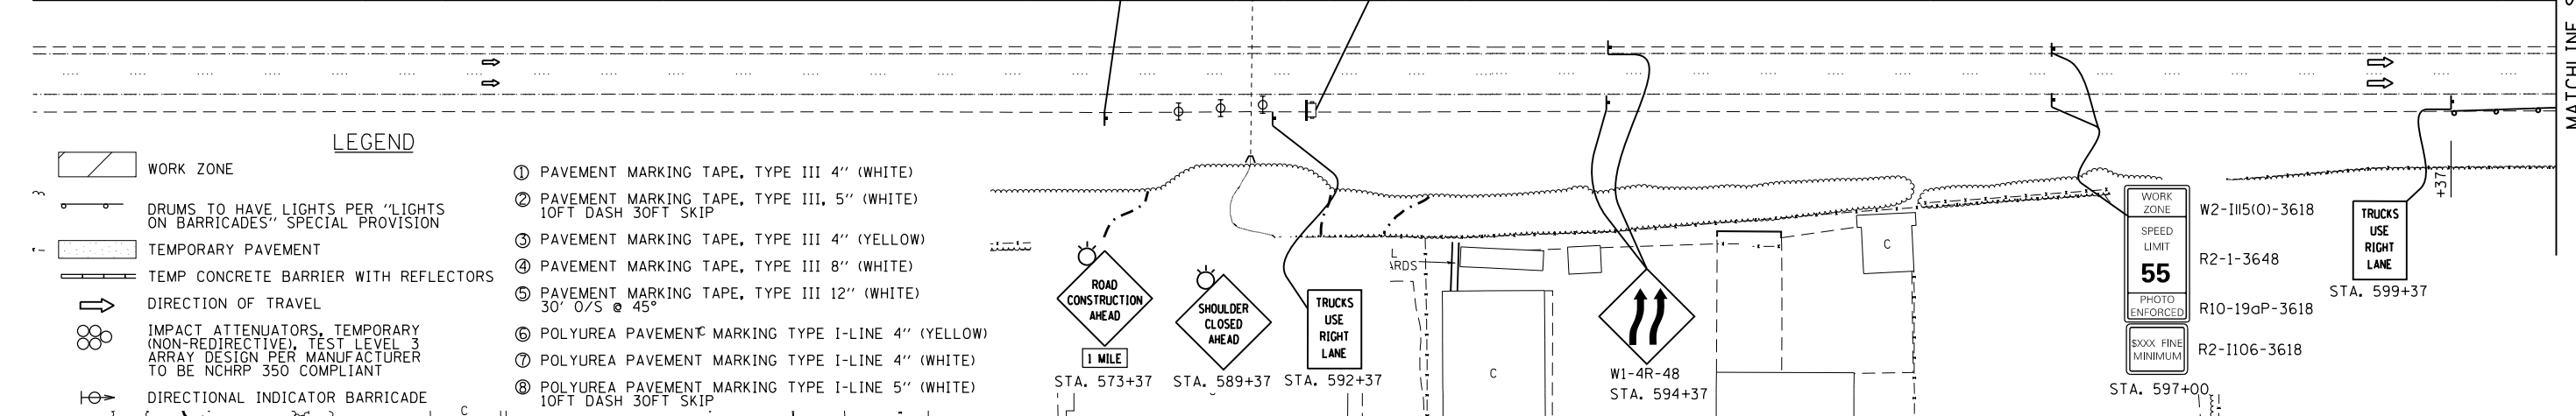 MATCHLINE S
LEGEND
WORK ZONE
DRUMS TO HAVE LIGHTS PER "LIGHTS
ON BARRICADES" SPECIAL PROVISION
TEMPORARY PAVEMENT
TEMP CONCRETE BARRIER WITH REFLECTORS
DIRECTION OF TRAVEL
IMPACT ATTENUATORS, TEMPORARY
(NON-REDIRECTIVE), TEST LEVEL 3
ARRAY DESIGN PER MANUFACTURER
TO BE NCHRP 350 COMPLIANT
DIRECTIONAL INDICATOR BARRICADE
① PAVEMENT MARKING TAPE, TYPE III 4" (WHITE)
② PAVEMENT MARKING TAPE, TYPE III, 5" (WHITE)
10FT DASH 30FT SKIP
③ PAVEMENT MARKING TAPE, TYPE III 4" (YELLOW)
④ PAVEMENT MARKING TAPE, TYPE III 8" (WHITE)
⑤ PAVEMENT MARKING TAPE, TYPE III 12" (WHITE)
30' O/S @ 45°
⑥ POLYUREA PAVEMENT MARKING TYPE I-LINE 4" (YELLOW)
C
⑦ POLYUREA PAVEMENT MARKING TYPE I-LINE 4" (WHITE)
⑧ POLYUREA PAVEMENT MARKING TYPE I-LINE 5" (WHITE)
10FT DASH 30FT SKIP
C
ROAD
CONSTRUCTION
AHEAD
1 MILE
STA. 573+37
SHOULDER
CLOSED
AHEAD
STA. 589+37
TRUCKS
USE
RIGHT
LANE
STA. 592+37
L
ARDS
C
W1-4R-48
STA. 594+37
C
WORK
ZONE
SPEED
LIMIT
55
PHOTO
ENFORCED
$XXX FINE
MINIMUM
W2-I115(O)-3618
R2-1-3648
R10-19aP-3618
R2-I106-3618
STA. 597+00
TRUCKS
USE
RIGHT
LANE
STA. 599+37
+37